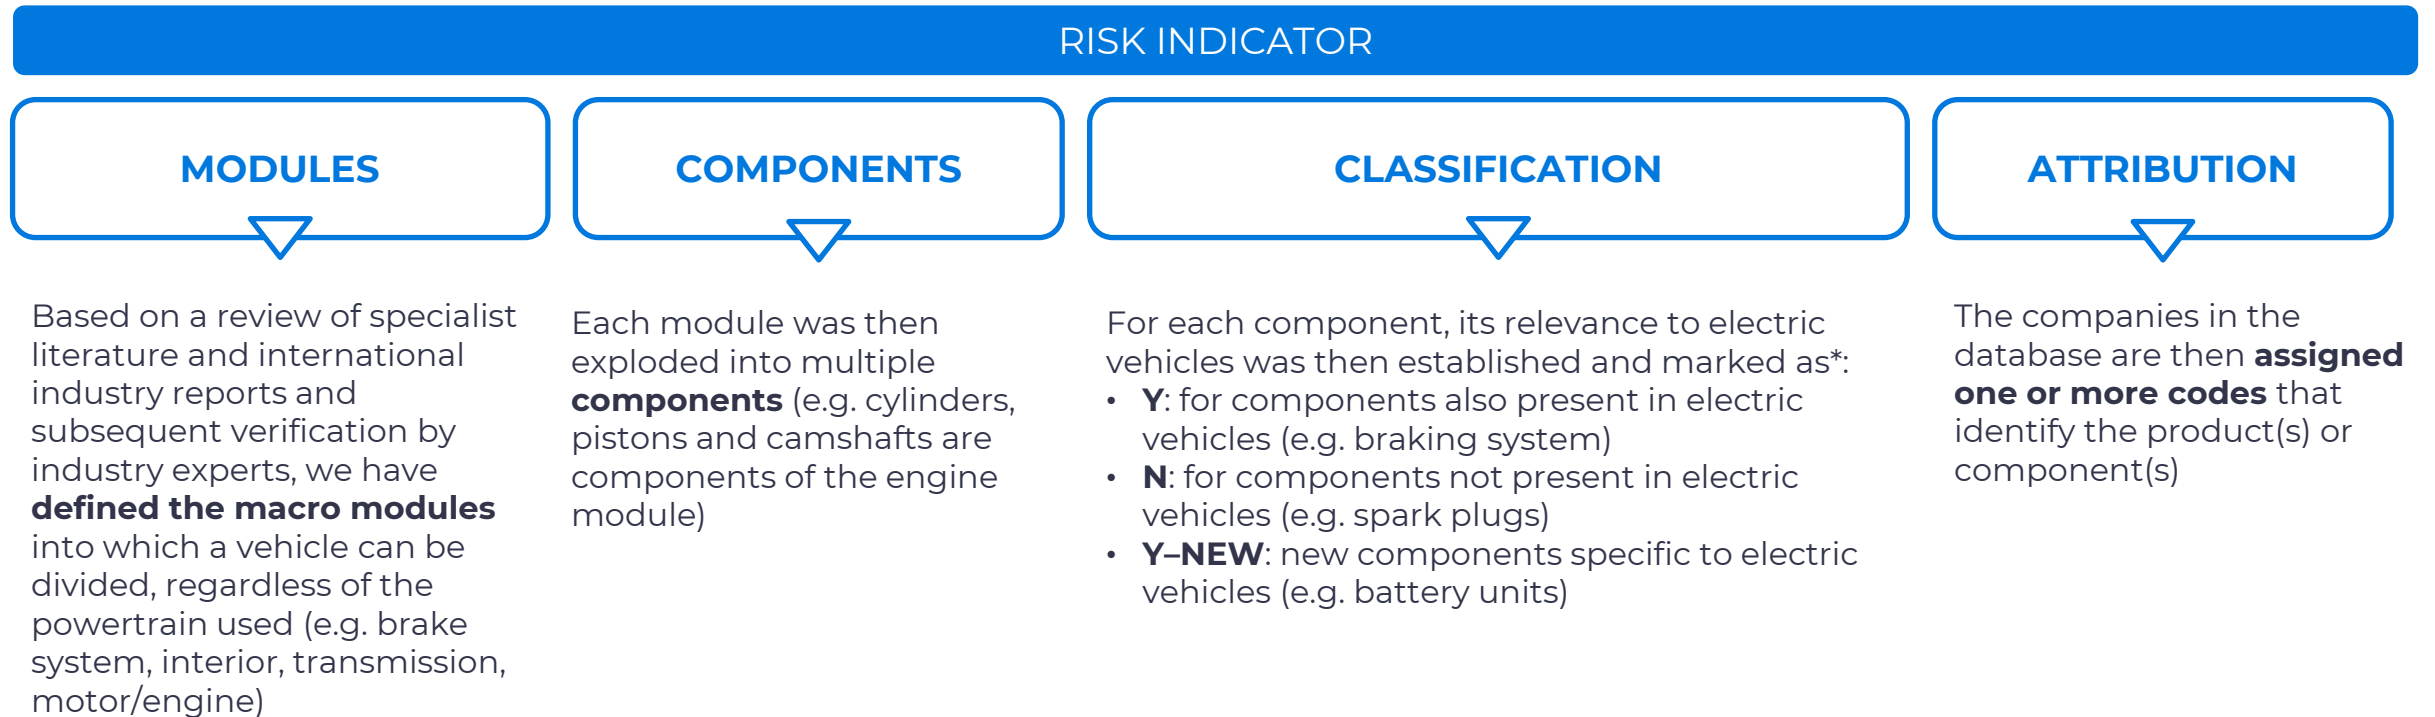 RISK INDICATOR
MODULES
Based on a review of specialist
literature and international
industry reports and
subsequent verification by
industry experts, we have
defined the macro modules
into which a vehicle can be
divided, regardless of the
powertrain used (e.g. brake
system, interior, transmission,
motor/engine)
COMPONENTS
Each module was then
exploded into multiple
components (e.g. cylinders,
pistons and camshafts are
components of the engine
module)
CLASSIFICATION
For each component, its relevance to electric
vehicles was then established and marked as*:
• Y: for components also present in electric
vehicles (e.g. braking system)
• N: for components not present in electric
vehicles (e.g. spark plugs)
• Y–NEW: new components specific to electric
vehicles (e.g. battery units)
ATTRIBUTION
The companies in the
database are then assigned
one or more codes that
identify the product(s) or
component(s)